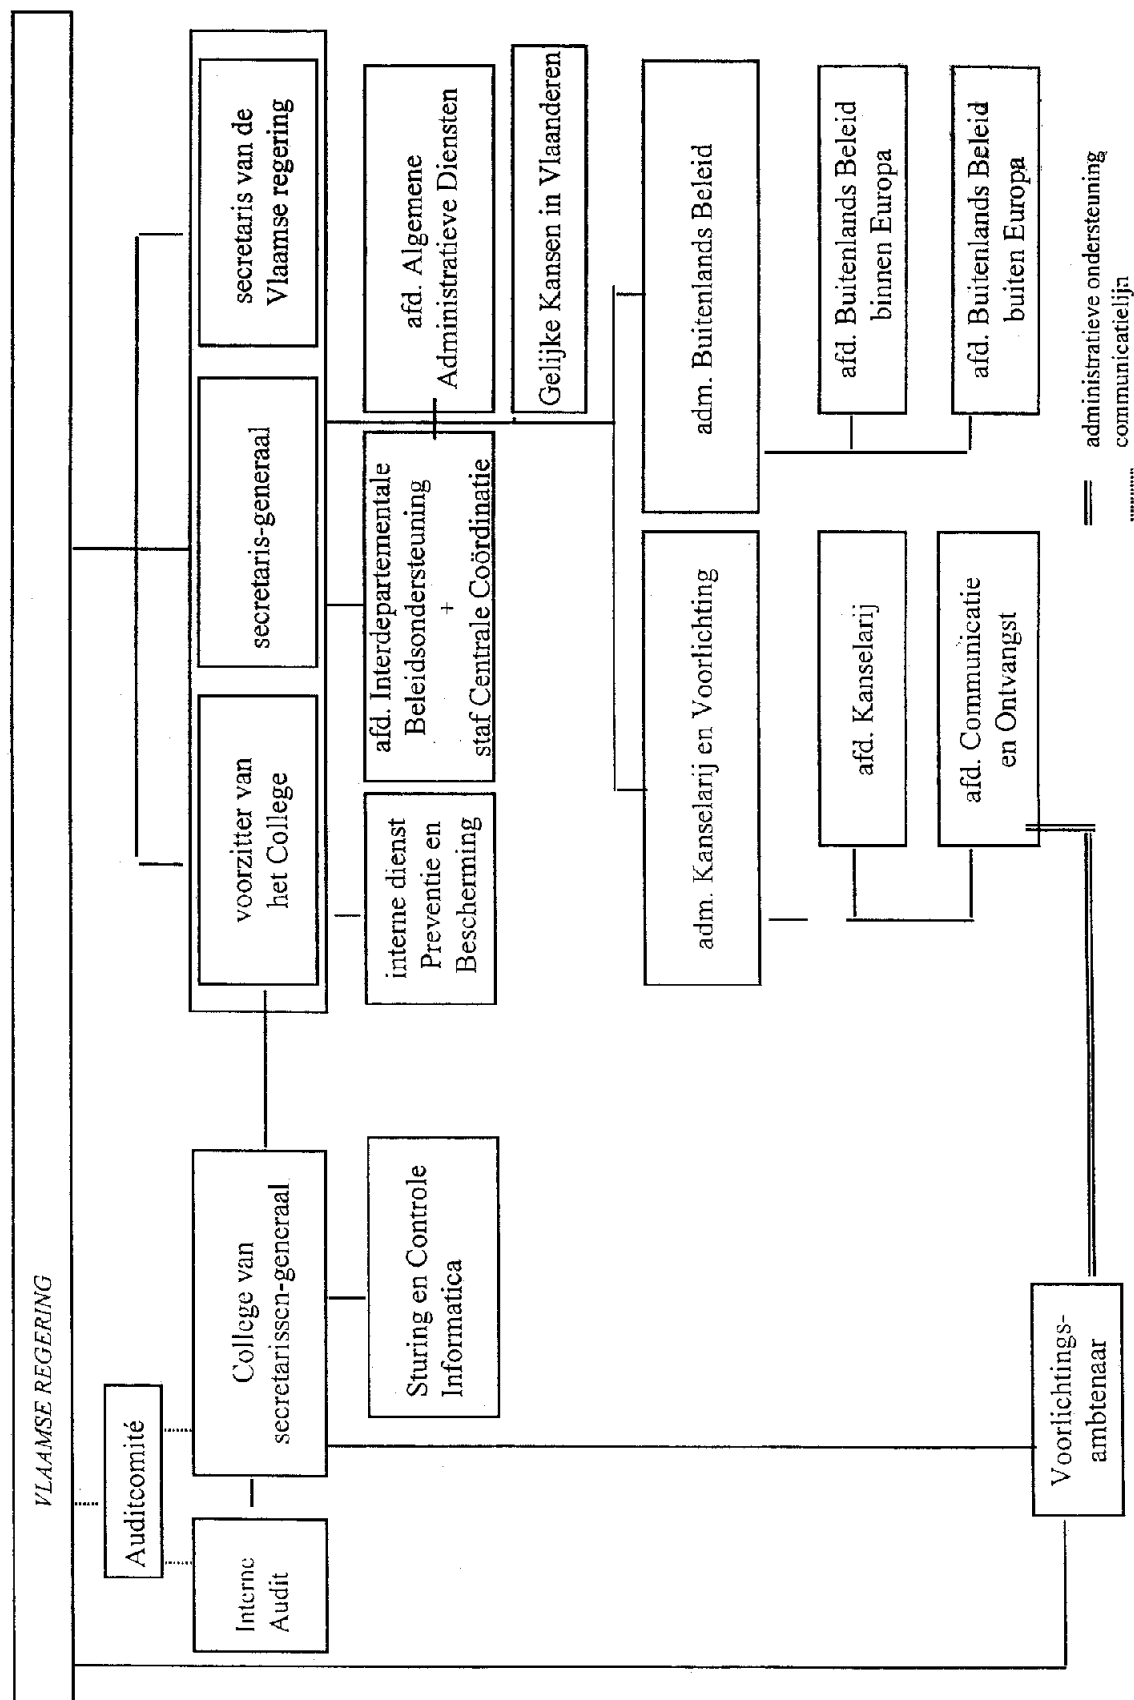 VLAAMSE REGERING
Auditcomité
Interne
Audit
College van
secretarissen-generaal
voorzitter van
het College
secretaris-generaal
secretaris van de
Vlaamse regering
Sturing en Controle
Informatica
interne dienst
Preventie en
Bescherming
afd. Interdepartementale
Beleidsondersteuning
+
staf Centrale Coördinatie
afd. Algemene
Administratieve Diensten
Gelijke Kansen in Vlaanderen
adm. Kanselarij en Voorlichting
adm. Buitenlands Beleid
afd. Kanselarij
afd. Buitenlands Beleid
binnen Europa
afd. Communicatie
en Ontvangst
afd. Buitenlands Beleid
buiten Europa
Voorlichtings-
ambtenaar
administratieve ondersteuning
communicatielijn